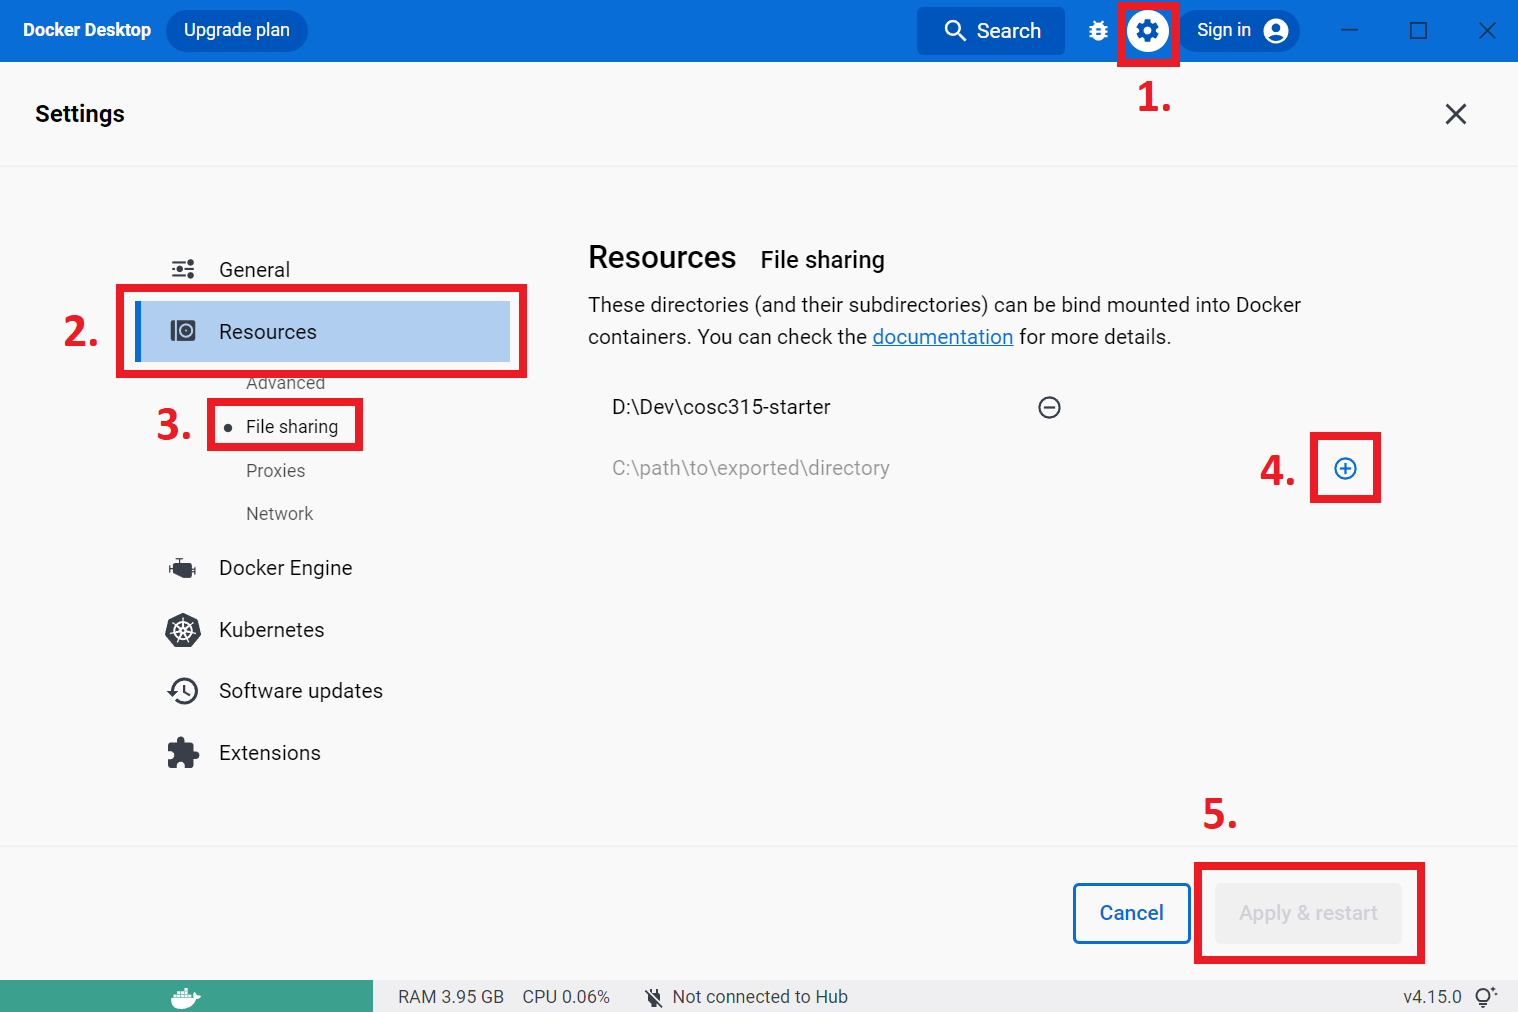 Docker Desktop Upgrade plan Search Sign in
1.
Settings
General
2. Resources
Advanced
3. File sharing
Proxies
Network
Docker Engine
Kubernetes
Software updates
Extensions
Resources File sharing
These directories (and their subdirectories) can be bind mounted into Docker
containers. You can check the documentation for more details.
D:\Dev\cosc315-starter
C:\path\to\exported\directory
4.
5.
Cancel Apply & restart
RAM 3.95 GB CPU 0.06% Not connected to Hub v4.15.0